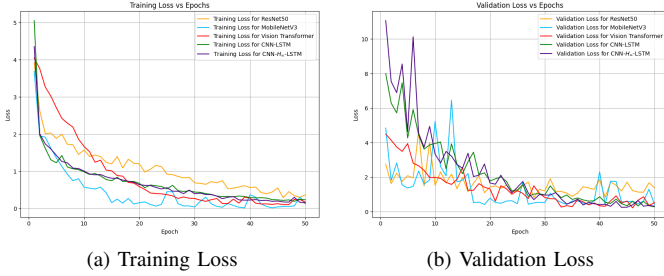 Training Loss vs Epochs
Training Loss for ResNet50
Training Loss for MobileNetV3
Training Loss for Vision Transformer
Training Loss for CNN-LSTM
Training Loss for CNN-Hₙ-LSTM
5
4
3
2
1
0
Loss
0
10
20
30
40
50
Epoch
(a) Training Loss
Validation Loss vs Epochs
Validation Loss for ResNet50
Validation Loss for MobileNetV3
Validation Loss for Vision Transformer
Validation Loss for CNN-LSTM
Validation Loss for CNN-Hₙ-LSTM
10
8
6
4
2
0
Loss
0
10
20
30
40
50
Epoch
(b) Validation Loss